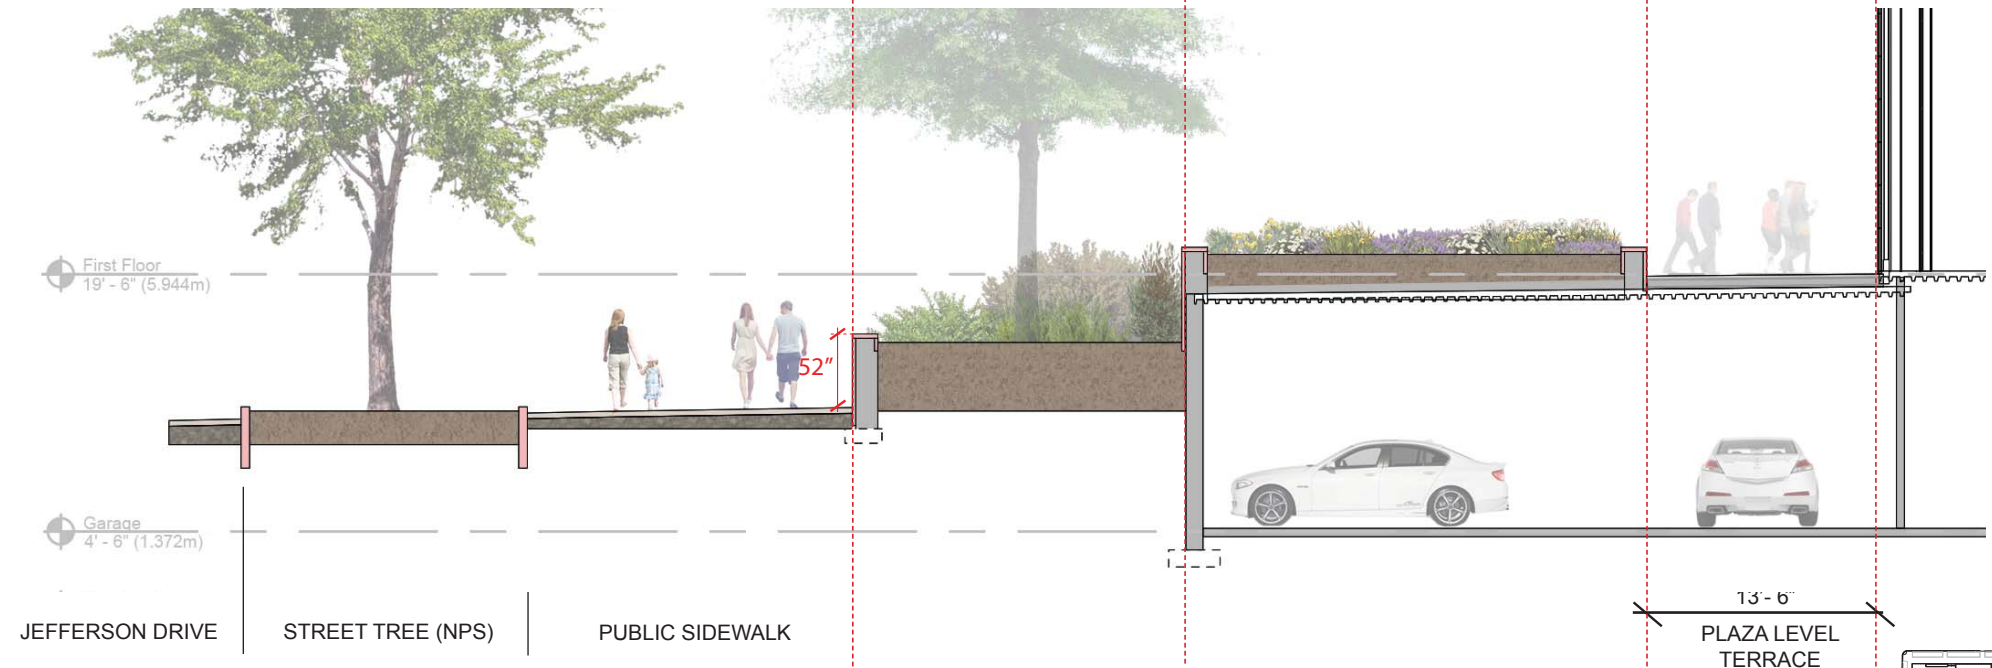 First Floor
19' - 6" (5.944m)
52"
Garage
4' - 6" (1.372m)
13'- 6"
JEFFERSON DRIVE
STREET TREE (NPS)
PUBLIC SIDEWALK
PLAZA LEVEL
TERRACE